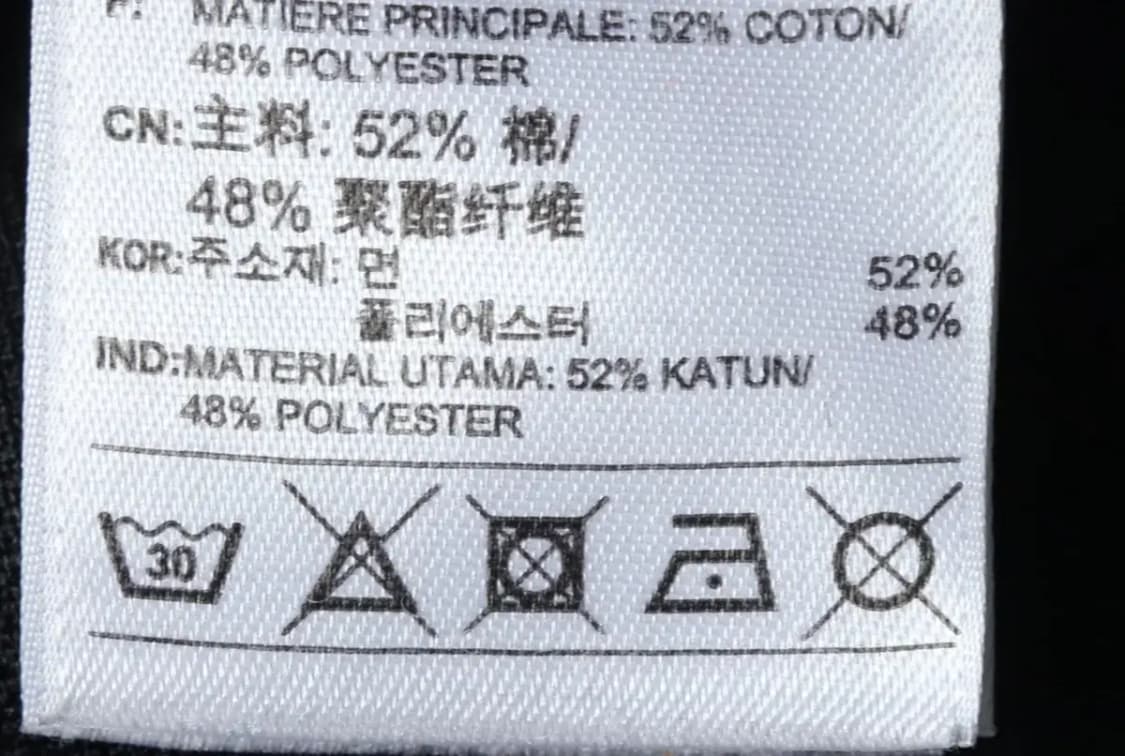 F: MATIÈRE PRINCIPALE: 52% COTON/
48% POLYESTER
CN:主料: 52% 棉/
48% 聚酯纤维
KOR:주소재: 면 52%
폴리에스터 48%
IND:MATERIAL UTAMA: 52% KATUN/
48% POLYESTER
30